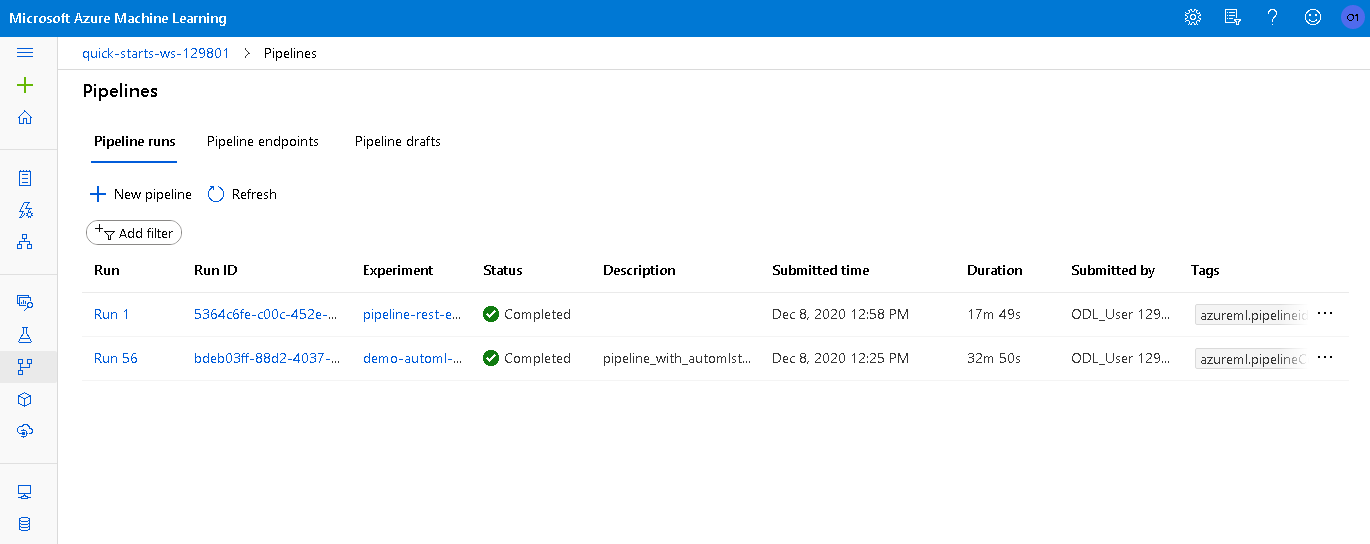 Microsoft Azure Machine Learning
O1
quick-starts-ws-129801 > Pipelines
Pipelines
Pipeline runs Pipeline endpoints Pipeline drafts
New pipeline Refresh
Add filter
Run Run ID Experiment Status Description Submitted time Duration Submitted by Tags
Run 1 5364c6fe-c00c-452e-... pipeline-rest-e... Completed Dec 8, 2020 12:58 PM 17m 49s ODL_User 129... azureml.pipelineid ...
Run 56 bdeb03ff-88d2-4037-... demo-automl-... Completed pipeline_with_automlst... Dec 8, 2020 12:25 PM 32m 50s ODL_User 129... azureml.pipelineC ...